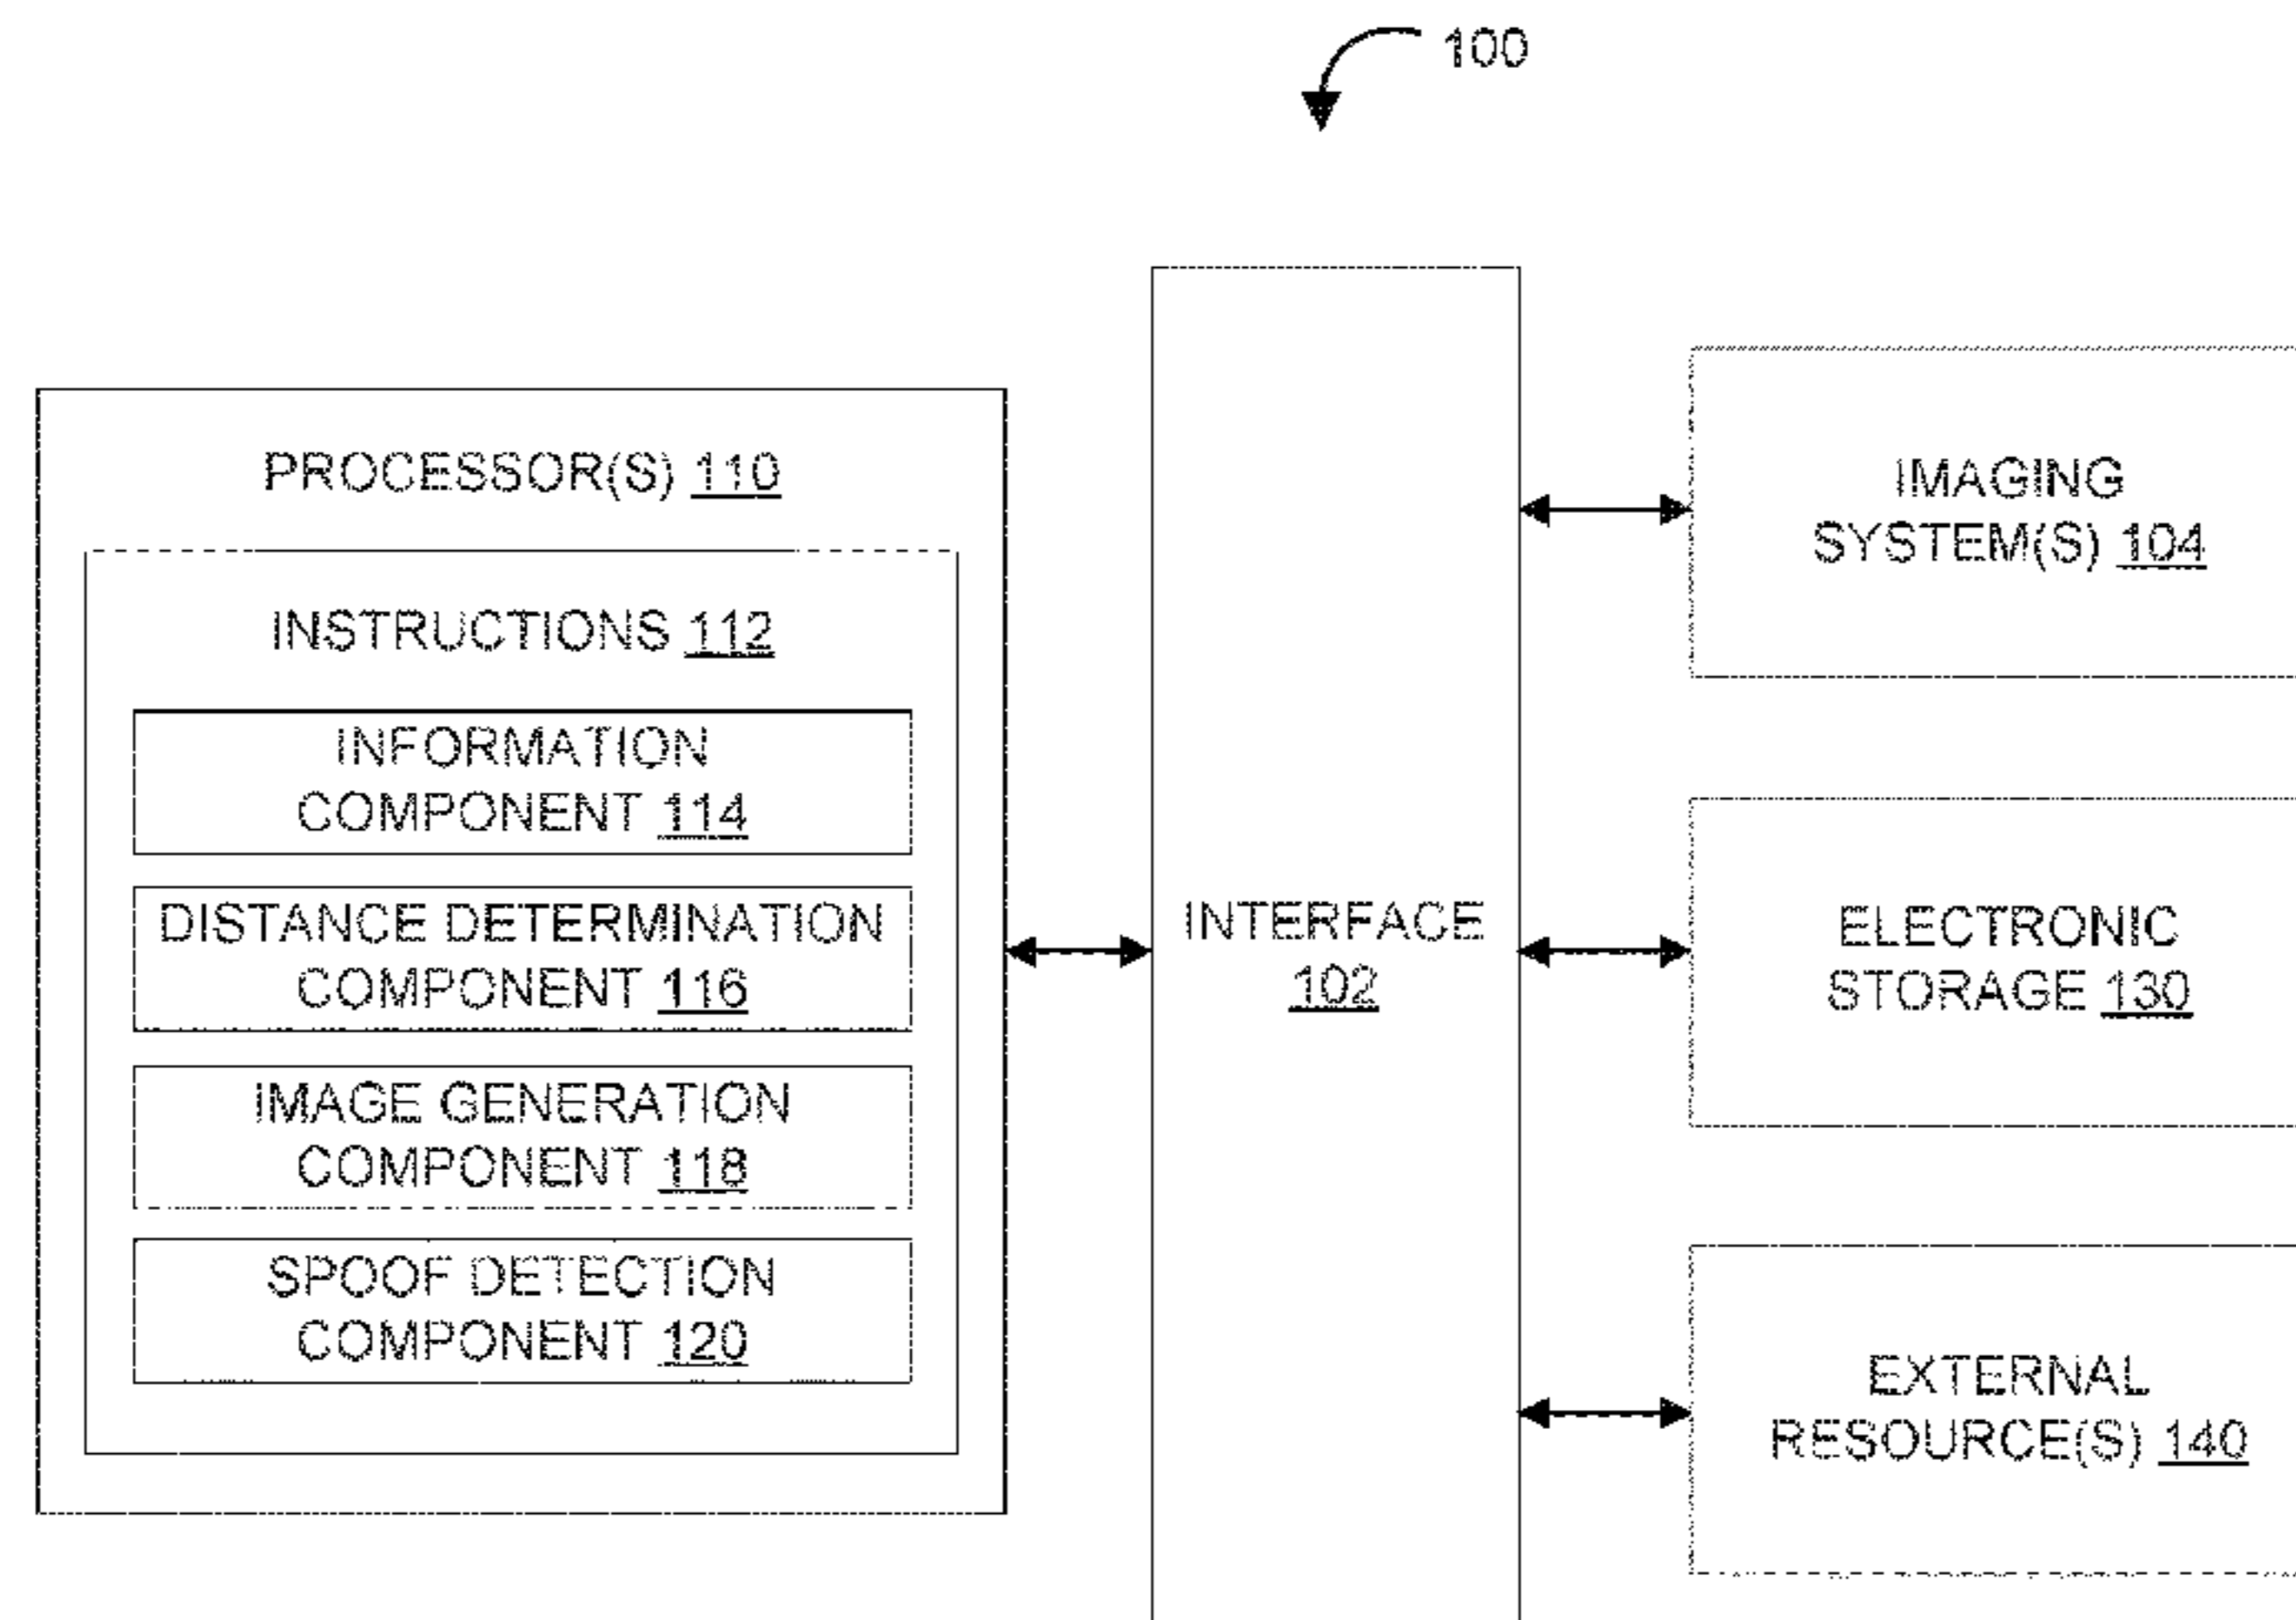 100
PROCESSOR(S) 110
INSTRUCTIONS 112
INFORMATION
COMPONENT 114
DISTANCE DETERMINATION
COMPONENT 116
IMAGE GENERATION
COMPONENT 118
SPOOF DETECTION
COMPONENT 120
INTERFACE
102
IMAGING
SYSTEM(S) 104
ELECTRONIC
STORAGE 130
EXTERNAL
RESOURCE(S) 140